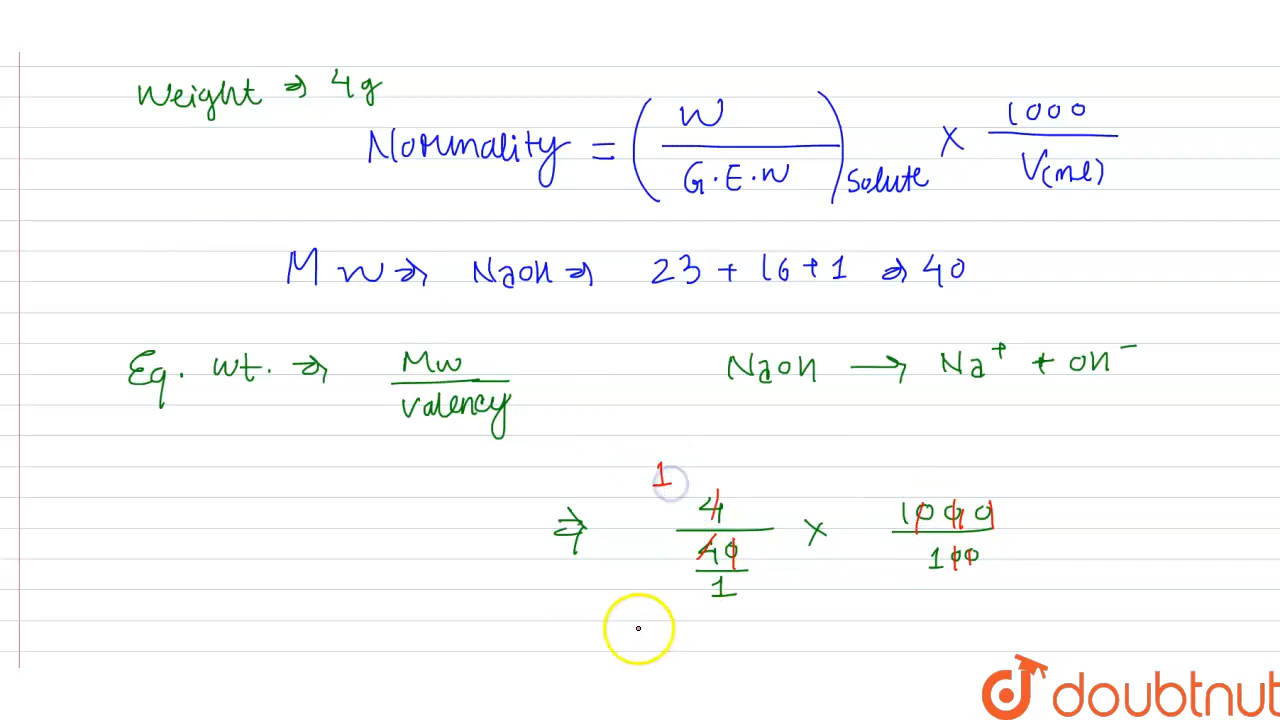 Weight ⇒ 4g
Normality = (W / G.E.W)solute × 1000 / V(ml)
Mw ⇒ NaOH ⇒ 23 + 16 + 1 ⇒ 40
Eq. wt. ⇒ Mw / valency NaOH → Na⁺ + OH⁻
1
⇒ 4 / (40 / 1) × 1000 / 100
doubtnut